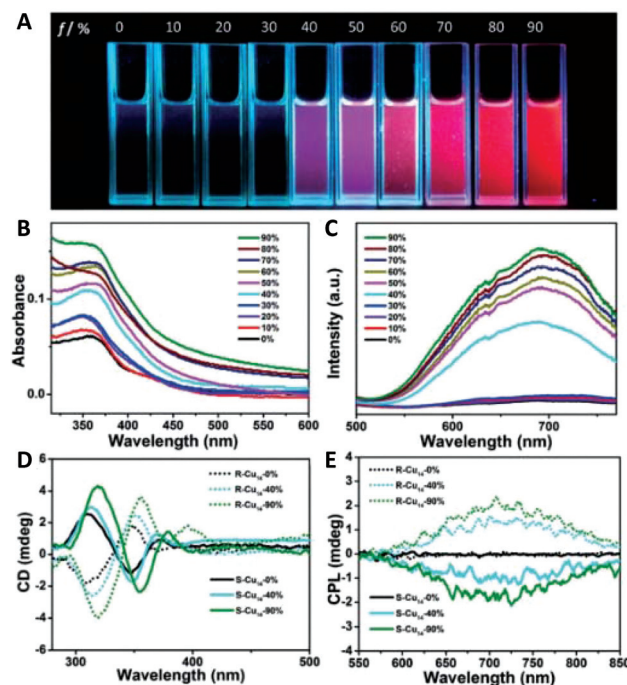 A
f / % 0 10 20 30 40 50 60 70 80 90
B
90%
80%
70%
60%
50%
40%
30%
20%
10%
0%
0.1
0.0
Absorbance
350 400 450 500 550 600
Wavelength (nm)
C
90%
80%
70%
60%
50%
40%
30%
20%
10%
0%
Intensity (a.u.)
500 600 700
Wavelength (nm)
D
R-Cu14-0%
R-Cu14-40%
R-Cu14-90%
S-Cu14-0%
S-Cu14-40%
S-Cu14-90%
6
4
2
0
-2
-4
-6
CD (mdeg)
300 400 500
Wavelength (nm)
E
R-Cu14-40%
R-Cu14-90%
S-Cu14-0%
S-Cu14-40%
S-Cu14-90%
4
3
2
1
0
-1
-2
-3
-4
CPL (mdeg)
550 600 650 700 750 800 850
Wavelength (nm)